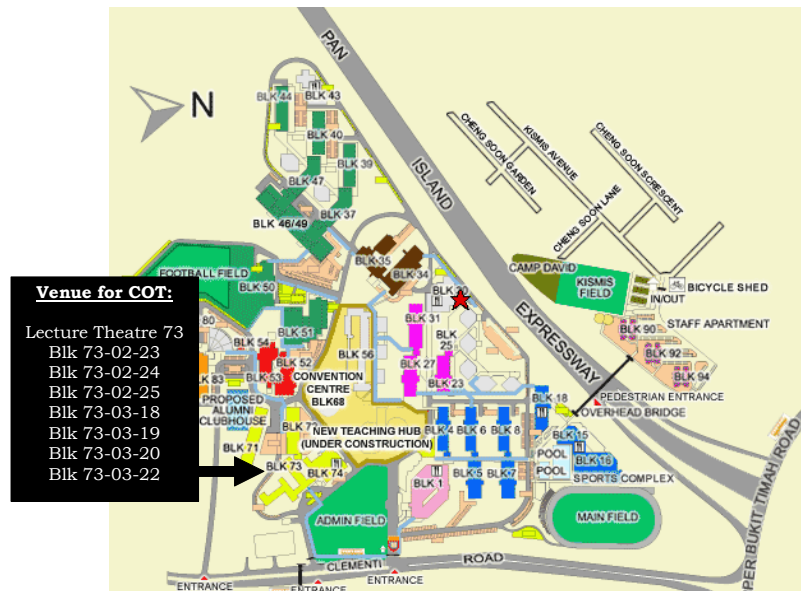 N
BLK 44
BLK 43
BLK 40
BLK 39
BLK 47
BLK 37
BLK 46/49
PAN
ISLAND
EXPRESSWAY
CHENG SOON GARDEN
KISMIS AVENUE
CHENG SOON LANE
CHENG SOON SCRESCENT
CAMP DAVID
KISMIS
FIELD
BICYCLE SHED
IN/OUT
STAFF APARTMENT
BLK 90
BLK 92
BLK 94
PEDESTRIAN ENTRANCE
OVERHEAD BRIDGE
BLK 35
BLK 34
BLK 31
BLK
25
BLK 27
BLK 23
FOOTBALL FIELD
BLK 50
BLK 51
BLK 54
BLK 52
BLK 53
BLK 56
80
BLK 83
CONVENTION
CENTRE
BLK68
PROPOSED
ALUMNI
CLUBHOUSE
NEW TEACHING HUB
(UNDER CONSTRUCTION)
BLK 71
BLK 73
BLK 74
BLK 4
BLK 6
BLK 8
BLK 5
BLK 7
BLK 1
BLK 18
BLK 15
BLK 16
POOL
POOL
SPORTS COMPLEX
MAIN FIELD
ADMIN FIELD
CLEMENTI
ROAD
ENTRANCE
ENTRANCE
ENTRANCE
PER BUKIT TIMAH ROAD
Venue for COT:
Lecture Theatre 73
Blk 73-02-23
Blk 73-02-24
Blk 73-02-25
Blk 73-03-18
Blk 73-03-19
Blk 73-03-20
Blk 73-03-22